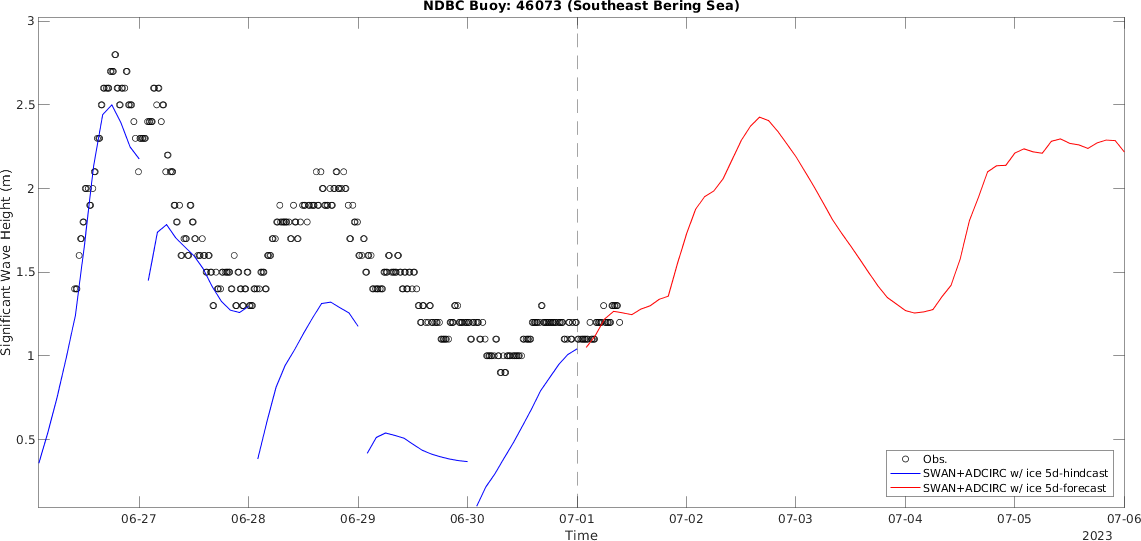 NDBC Buoy: 46073 (Southeast Bering Sea)
3
2.5
2
1.5
1
0.5
Significant Wave Height (m)
Obs.
SWAN+ADCIRC w/ ice 5d-hindcast
SWAN+ADCIRC w/ ice 5d-forecast
06-27 06-28 06-29 06-30 07-01 07-02 07-03 07-04 07-05 07-06
Time
2023